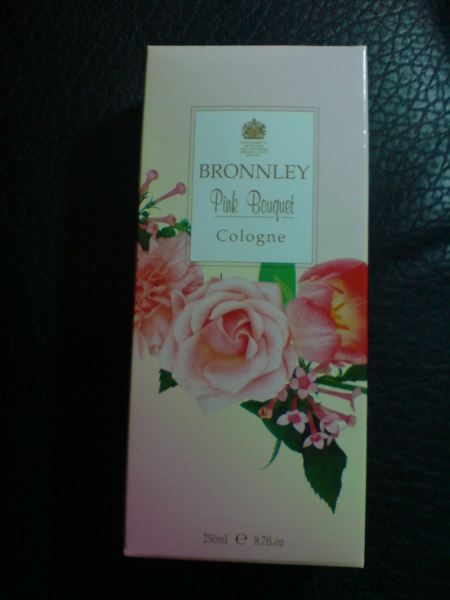 BRONNLEY
Pink Bouquet
Cologne
250ml e 8.7fl.oz